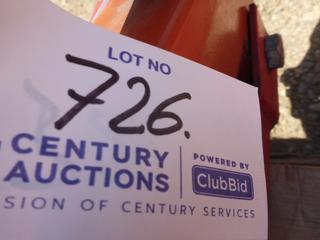 LOT NO
726.
CENTURY
AUCTIONS
POWERED BY
ClubBid
SION OF CENTURY SERVICES